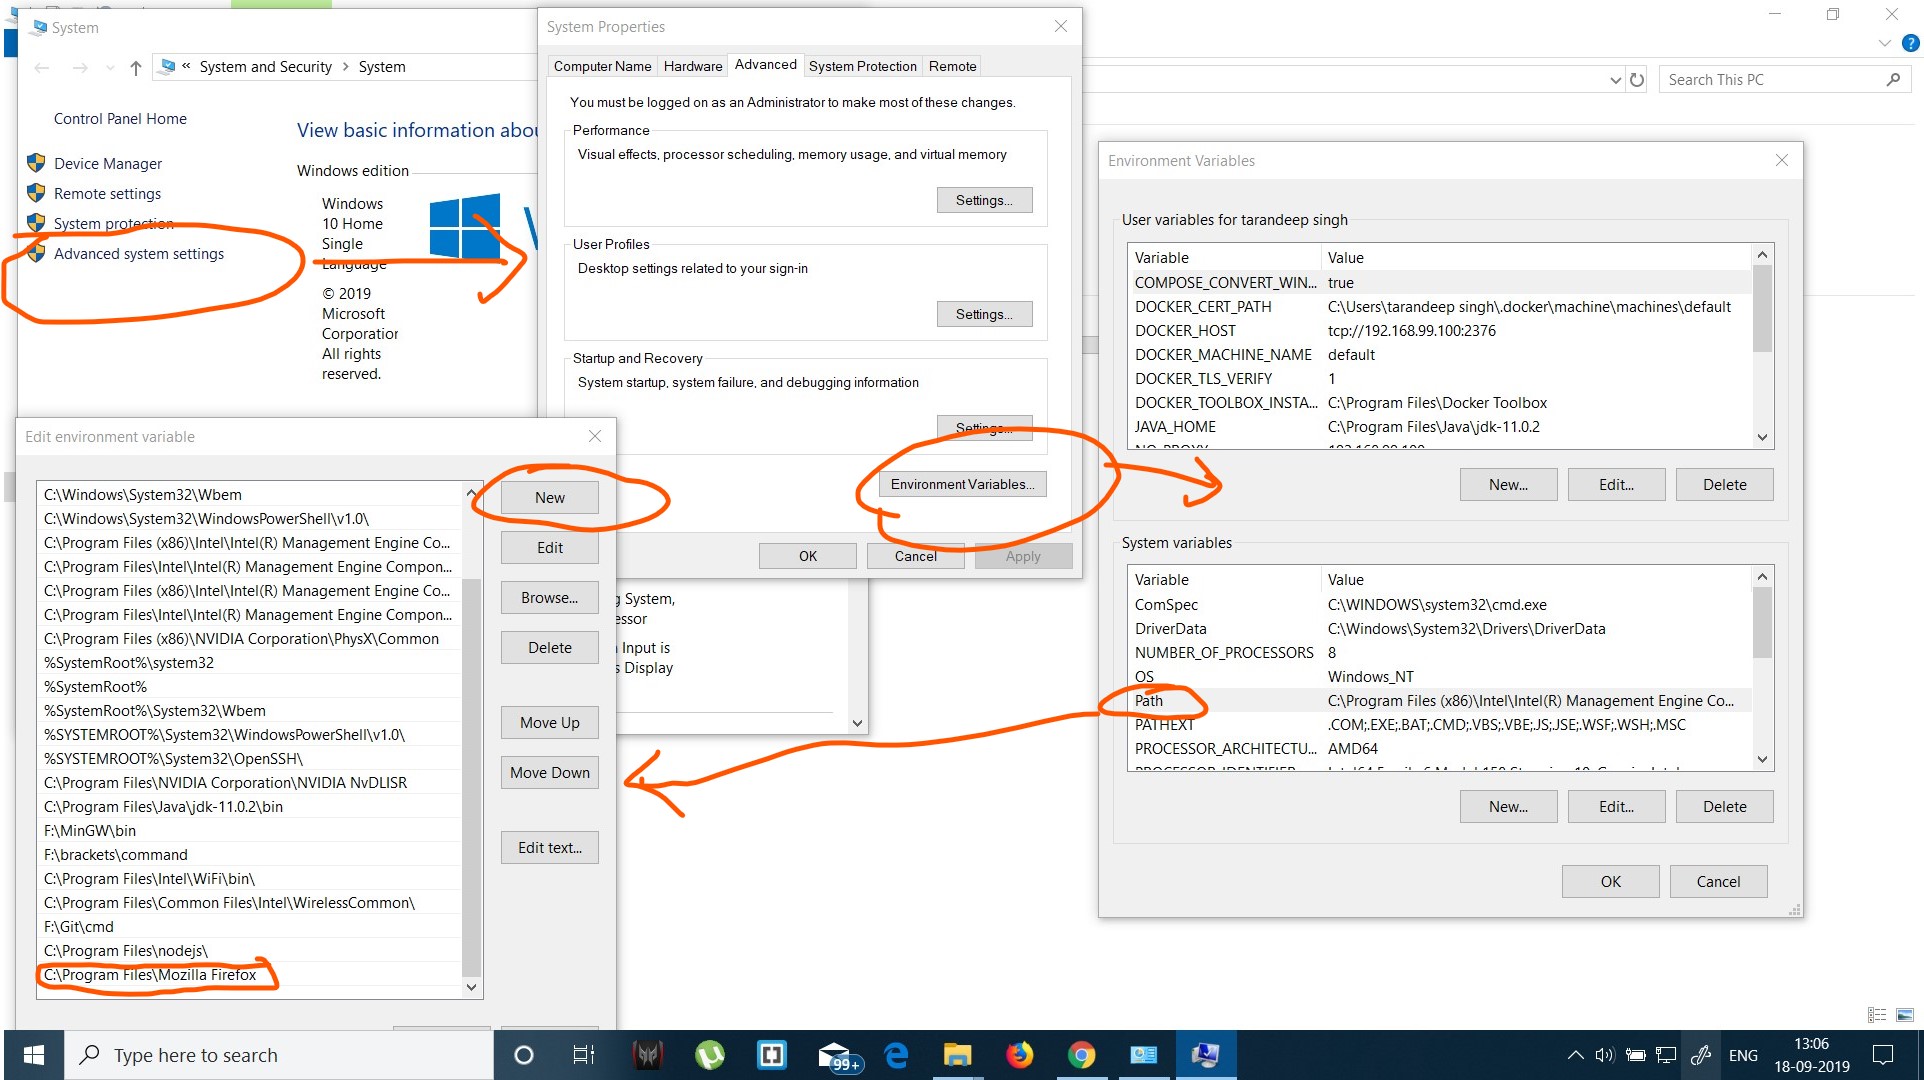 System
« System and Security › System
Control Panel Home
Device Manager
Remote settings
System protection
Advanced system settings
View basic information abou
Windows edition
Windows
10 Home
Single
Language
© 2019
Microsoft
Corporation
All rights
reserved.
System Properties
Computer Name Hardware Advanced System Protection Remote
You must be logged on as an Administrator to make most of these changes.
Performance
Visual effects, processor scheduling, memory usage, and virtual memory
Settings...
User Profiles
Desktop settings related to your sign-in
Settings...
Startup and Recovery
System startup, system failure, and debugging information
Settings...
Environment Variables...
OK Cancel Apply
g System,
essor
n Input is
s Display
Search This PC
Environment Variables
User variables for tarandeep singh
Variable Value
COMPOSE_CONVERT_WIN... true
DOCKER_CERT_PATH C:\Users\tarandeep singh\.docker\machine\machines\default
DOCKER_HOST tcp://192.168.99.100:2376
DOCKER_MACHINE_NAME default
DOCKER_TLS_VERIFY 1
DOCKER_TOOLBOX_INSTA... C:\Program Files\Docker Toolbox
JAVA_HOME C:\Program Files\Java\jdk-11.0.2
NO_PROXY 192.168.99.100
New... Edit... Delete
System variables
Variable Value
ComSpec C:\WINDOWS\system32\cmd.exe
DriverData C:\Windows\System32\Drivers\DriverData
NUMBER_OF_PROCESSORS 8
OS Windows_NT
Path C:\Program Files (x86)\Intel\Intel(R) Management Engine Co...
PATHEXT .COM;.EXE;.BAT;.CMD;.VBS;.VBE;.JS;.JSE;.WSF;.WSH;.MSC
PROCESSOR_ARCHITECTU... AMD64
PROCESSOR_IDENTIFIER
New... Edit... Delete
OK Cancel
Edit environment variable
C:\Windows\System32\Wbem
C:\Windows\System32\WindowsPowerShell\v1.0\
C:\Program Files (x86)\Intel\Intel(R) Management Engine Co...
C:\Program Files\Intel\Intel(R) Management Engine Compon...
C:\Program Files (x86)\Intel\Intel(R) Management Engine Co...
C:\Program Files\Intel\Intel(R) Management Engine Compon...
C:\Program Files (x86)\NVIDIA Corporation\PhysX\Common
%SystemRoot%\system32
%SystemRoot%
%SystemRoot%\System32\Wbem
%SYSTEMROOT%\System32\WindowsPowerShell\v1.0\
%SYSTEMROOT%\System32\OpenSSH\
C:\Program Files\NVIDIA Corporation\NVIDIA NvDLISR
C:\Program Files\Java\jdk-11.0.2\bin
F:\MinGW\bin
F:\brackets\command
C:\Program Files\Intel\WiFi\bin\
C:\Program Files\Common Files\Intel\WirelessCommon\
F:\Git\cmd
C:\Program Files\nodejs\
C:\Program Files\Mozilla Firefox
New
Edit
Browse...
Delete
Move Up
Move Down
Edit text...
Type here to search
99+
ENG
13:06
18-09-2019